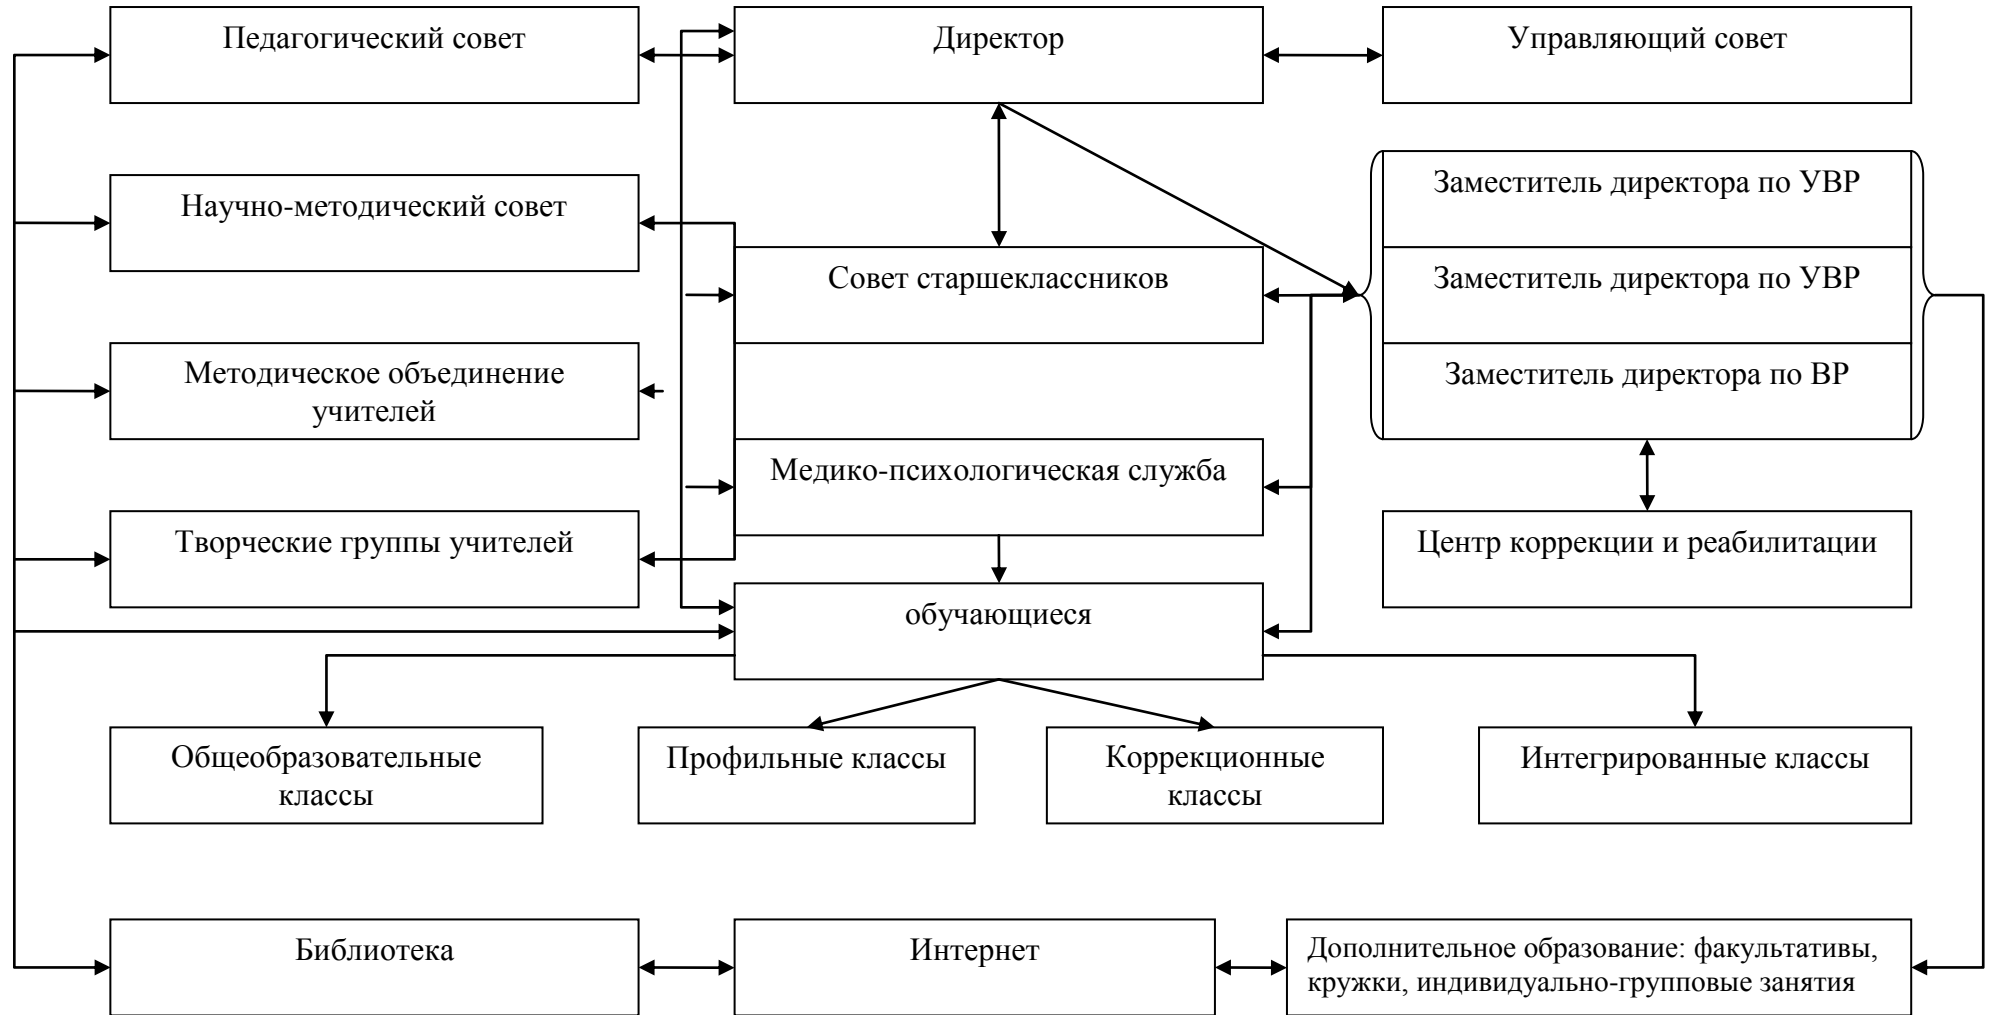 Педагогический совет
Директор
Управляющий совет
Научно-методический совет
Заместитель директора по УВР
Совет старшеклассников
Заместитель директора по УВР
Методическое объединение
учителей
Заместитель директора по ВР
Медико-психологическая служба
Творческие группы учителей
Центр коррекции и реабилитации
обучающиеся
Общеобразовательные
классы
Профильные классы
Коррекционные
классы
Интегрированные классы
Библиотека
Интернет
Дополнительное образование: факультативы,
кружки, индивидуально-групповые занятия